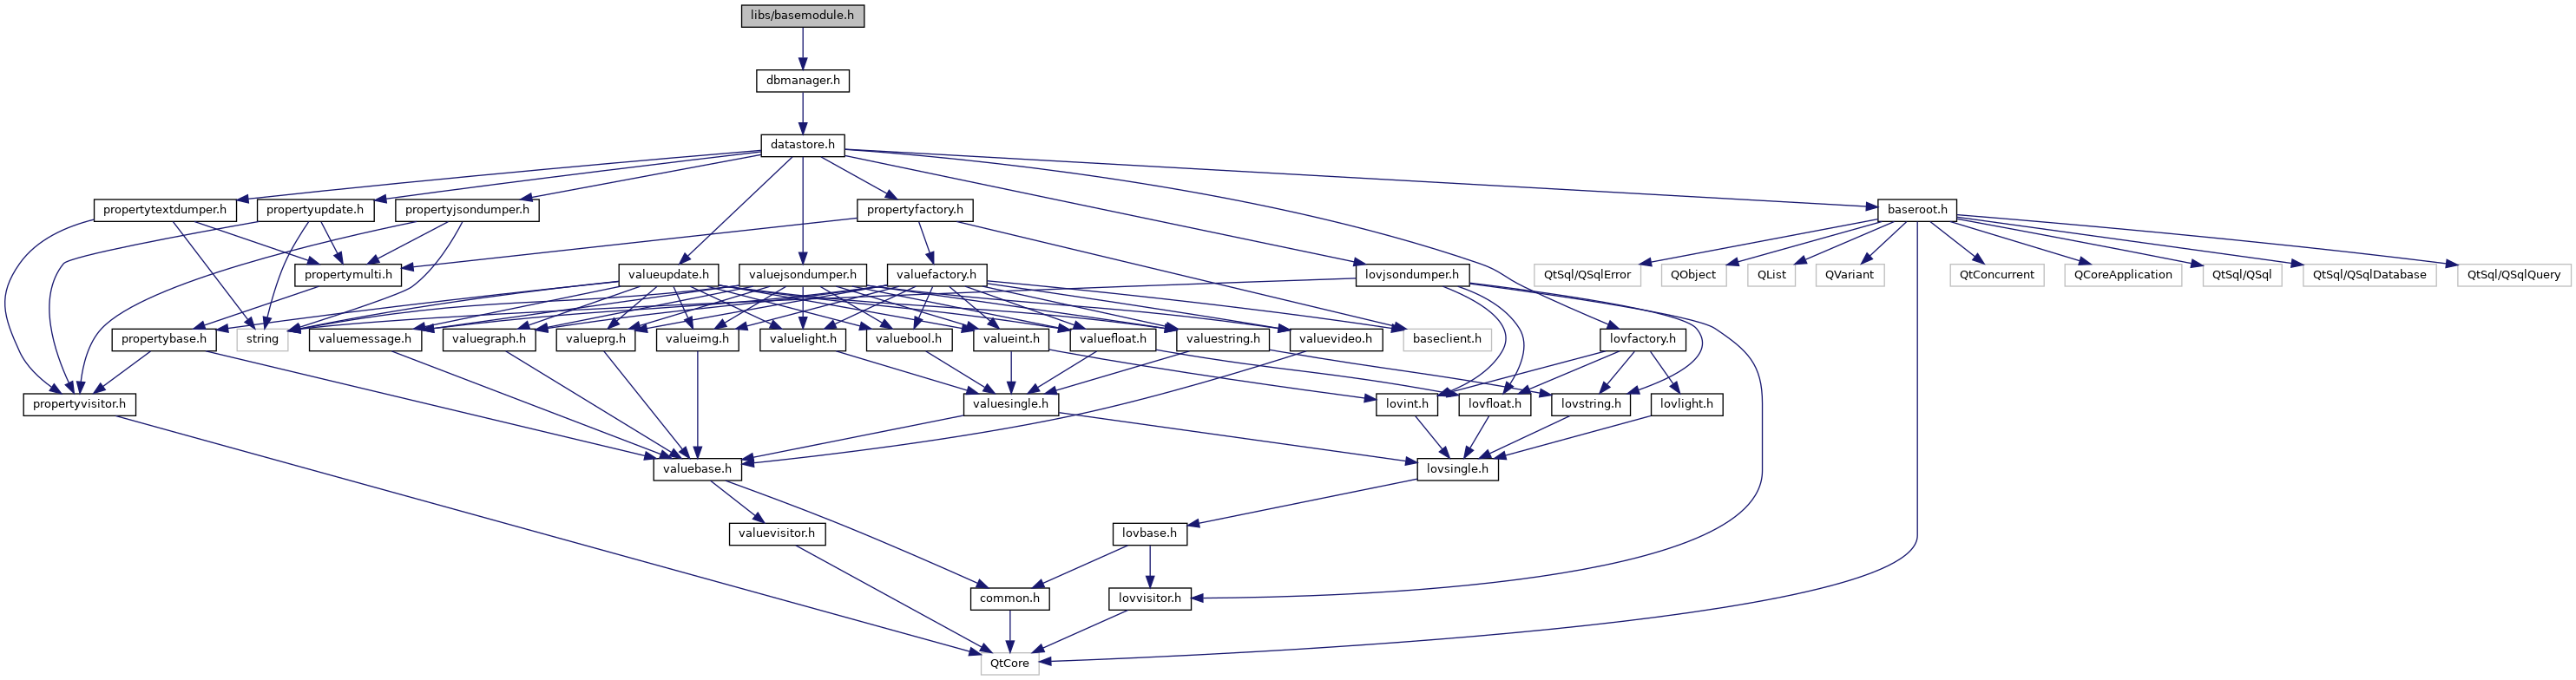 libs/basemodule.h
dbmanager.h
datastore.h
propertytextdumper.h
propertyupdate.h
propertyjsondumper.h
propertyfactory.h
baseroot.h
propertymulti.h
valueupdate.h
valuejsondumper.h
valuefactory.h
lovjsondumper.h
QtSql/QSqlError
QObject
QList
QVariant
QtConcurrent
QCoreApplication
QtSql/QSql
QtSql/QSqlDatabase
QtSql/QSqlQuery
propertybase.h
string
valuemessage.h
valuegraph.h
valueprg.h
valueimg.h
valuelight.h
valuebool.h
valueint.h
valuefloat.h
valuestring.h
valuevideo.h
baseclient.h
lovfactory.h
propertyvisitor.h
valuesingle.h
lovint.h
lovfloat.h
lovstring.h
lovlight.h
valuebase.h
lovsingle.h
valuevisitor.h
lovbase.h
common.h
lovvisitor.h
QtCore